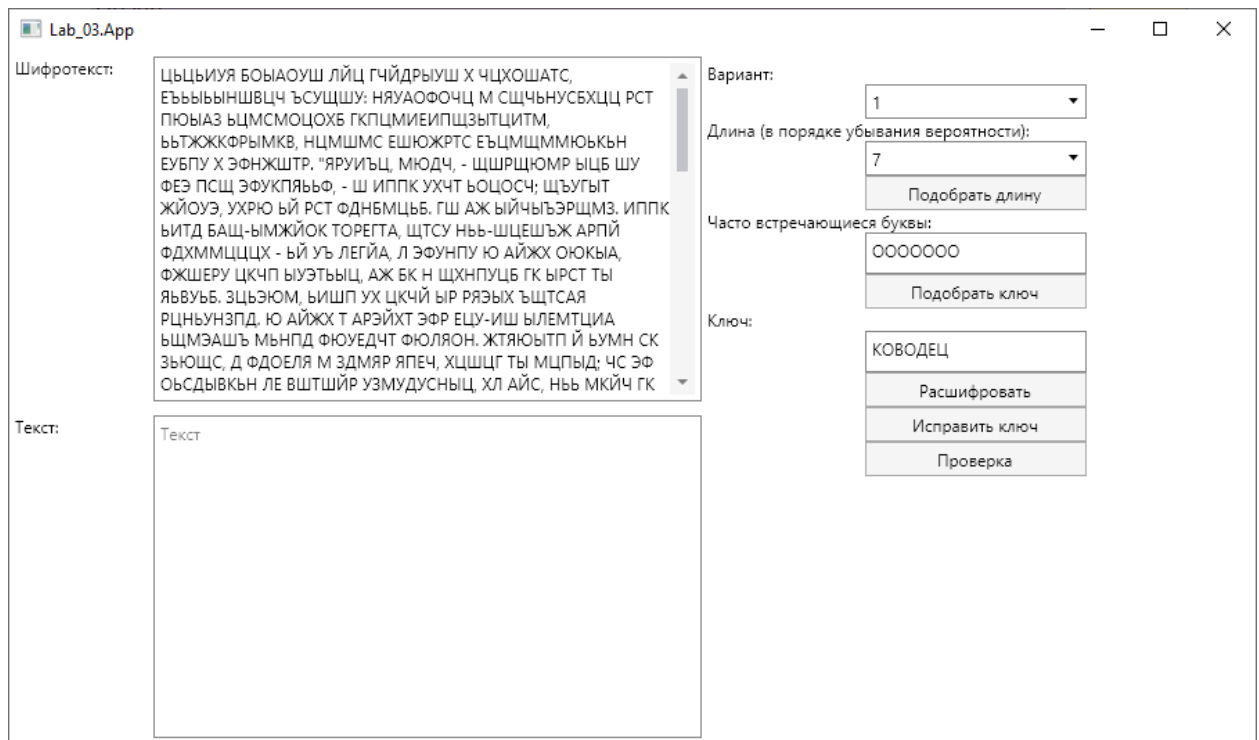 Lab_03.App
Шифротекст:
ЦЬЦЬИУЯ БОЫАОУШ ЛЙЦ ГЧЙДРЫУШ Х ЧЦХОШАТС,
ЕЪЬЫЬЫНШВЦЧ ЪСУЩШУ: НЯУАОФОЧЦ М СЩЧЬНУСБХЦЦ РСТ
ПЮЫАЗ ЬЦМСМОЦОХБ ГКПЦМИЕИПЩЗЫТЦИТМ,
ЬЬТЖЖКФРЫМКВ, НЦМШМС ЕШЮЖРТС ЕЪЦМЩММЮЬКЬН
ЕУБПУ Х ЭФНЖШТР. "ЯРУИЪЦ, МЮДЧ, - ЩШРЩЮМР ЫЦБ ШУ
ФЕЭ ПСЩ ЭФУКПЯЬЬФ, - Ш ИППК УХЧТ ЬОЦОСЧ; ЩЪУГЫТ
ЖЙОУЭ, УХРЮ ЬЙ РСТ ФДНБМЦЬБ. ГШ АЖ ЫЙЧЫЪЭРЩМЗ. ИППК
ЬИТД БАЩ-ЫМЖЙОК ТОРЕГТА, ЩТСУ НЬЬ-ШЦЕШЪЖ АРПЙ
ФДХММЦЦЦХ - ЬЙ УЪ ЛЕГЙА, Л ЭФУНПУ Ю АЙЖХ ОЮКЫА,
ФЖШЕРУ ЦКЧП ЫУЭТЬЫЦ, АЖ БК Н ЩХНПУЦБ ГК ЫРСТ ТЫ
ЯЬВУЬБ. ЗЦЬЭЮМ, ЬИШП УХ ЦКЧЙ ЫР РЯЭЫХ ЪЩТСАЯ
РЦНЬУНЗПД. Ю АЙЖХ Т АРЭЙХТ ЭФР ЕЦУ-ИШ ЫЛЕМТЦИА
ЬЩМЭАШЪ МЬНПД ФЮУЕДЧТ ФЮЛЯОН. ЖТЯЮЫТП Й ЬУМН СК
ЗЬЮЩС, Д ФДОЕЛЯ М ЗДМЯР ЯПЕЧ, ХЦШЦГ ТЫ МЦПЫД; ЧС ЭФ
ОЬСДЫВКЬН ЛЕ ВШТШЙР УЗМУДУСНЫЦ, ХЛ АЙС, НЬЬ МКЙЧ ГК
Текст:
Текст
Вариант:
1
Длина (в порядке убывания вероятности):
7
Подобрать длину
Часто встречающиеся буквы:
ООООООО
Подобрать ключ
Ключ:
КОВОДЕЦ
Расшифровать
Исправить ключ
Проверка